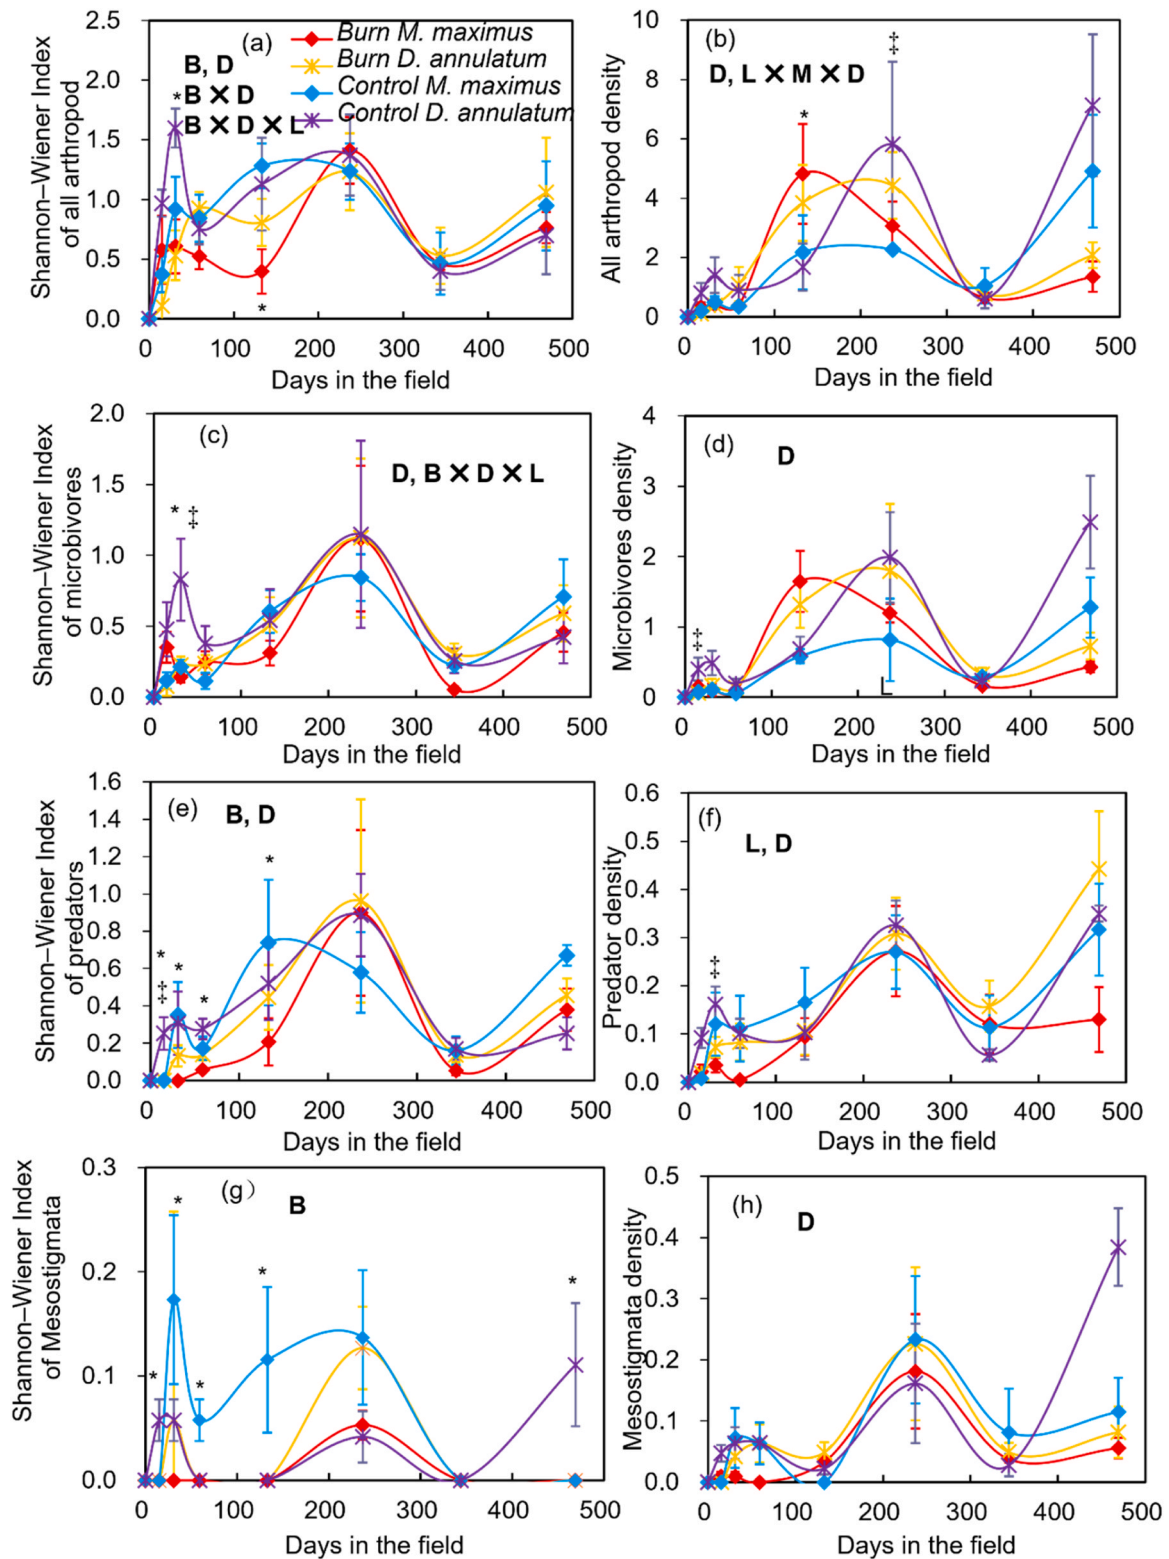 Shannon–Wiener Index
of all arthropod
2.5
2.0
1.5
1.0
0.5
0.0
(a)
B, D
B × D
B × D × L
*
*
Burn M. maximus
Burn D. annulatum
Control M. maximus
Control D. annulatum
0 100 200 300 400 500
Days in the field
All arthropod density
10
8
6
4
2
0
(b)
D, L × M × D
*
‡
0 100 200 300 400 500
Days in the field
Shannon–Wiener Index
of microbivores
2.0
1.5
1.0
0.5
0.0
(c)
D, B × D × L
* ‡
0 100 200 300 400 500
Days in the field
Microbivores density
4
3
2
1
0
(d)
D
‡
0 100 200 300 400 500
Days in the field
Shannon–Wiener Index
of predators
1.6
1.4
1.2
1.0
0.8
0.6
0.4
0.2
0.0
(e)
B, D
*
‡
*
*
*
0 100 200 300 400 500
Days in the field
Predator density
0.6
0.5
0.4
0.3
0.2
0.1
0.0
(f)
L, D
‡
0 100 200 300 400 500
Days in the field
Shannon–Wiener Index
of Mesostigmata
0.3
0.2
0.1
0.0
(g）
B
*
*
*
*
*
0 100 200 300 400 500
Days in the field
Mesostigmata density
0.5
0.4
0.3
0.2
0.1
0.0
(h)
D
0 100 200 300 400 500
Days in the field